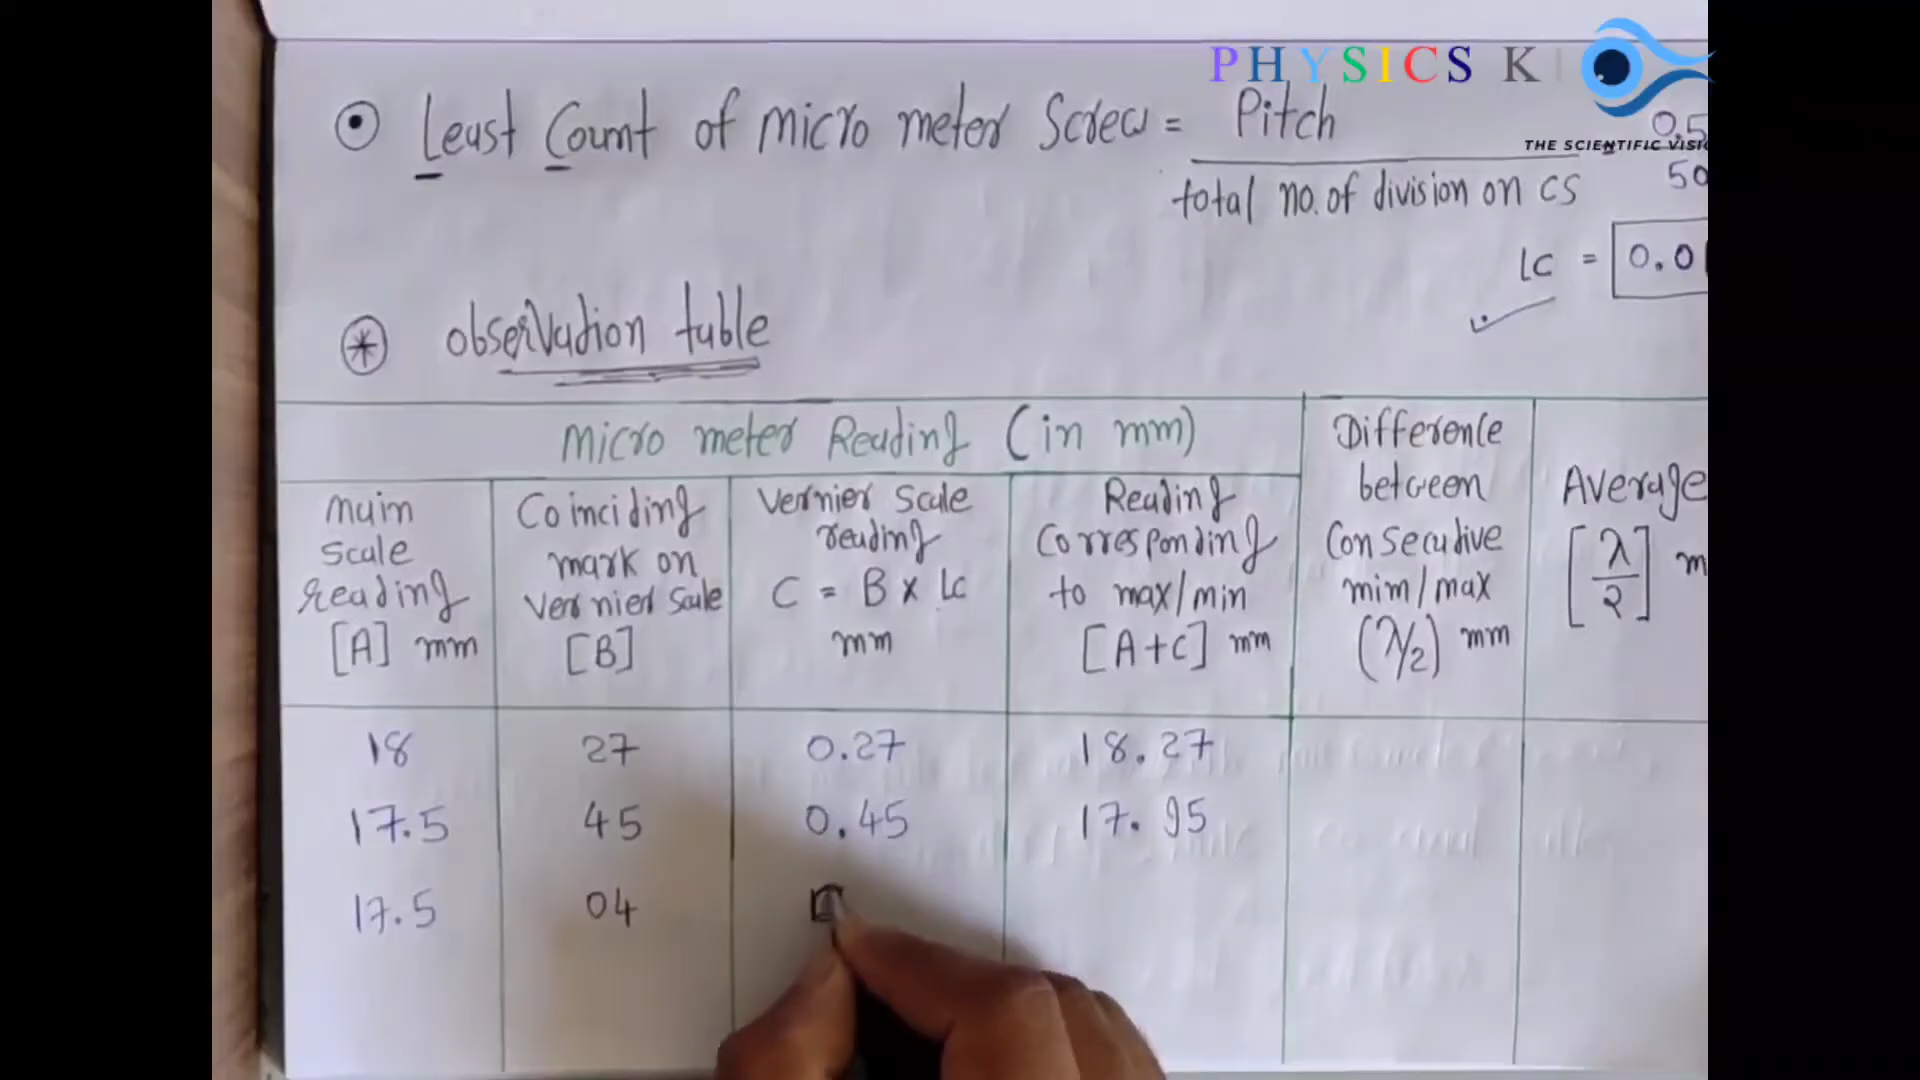 PHYSICS K
THE SCIENTIFIC VISI
Least Count of micro meter Screw = Pitch
total no. of division on CS
=
0.5
50
LC = 0.01
* observation table
Micro meter Reading (in mm)
Main
Scale
reading
[A] mm
Coinciding
mark on
Vernier Scale
[B]
Vernier Scale
reading
C = B x Lc
mm
Reading
Corresponding
to max/min
[A+C] mm
Difference
between
Consecutive
mim/max
(λ/2) mm
Average
[λ/2] m
18 27 0.27 18.27
17.5 45 0.45 17.95
17.5 04